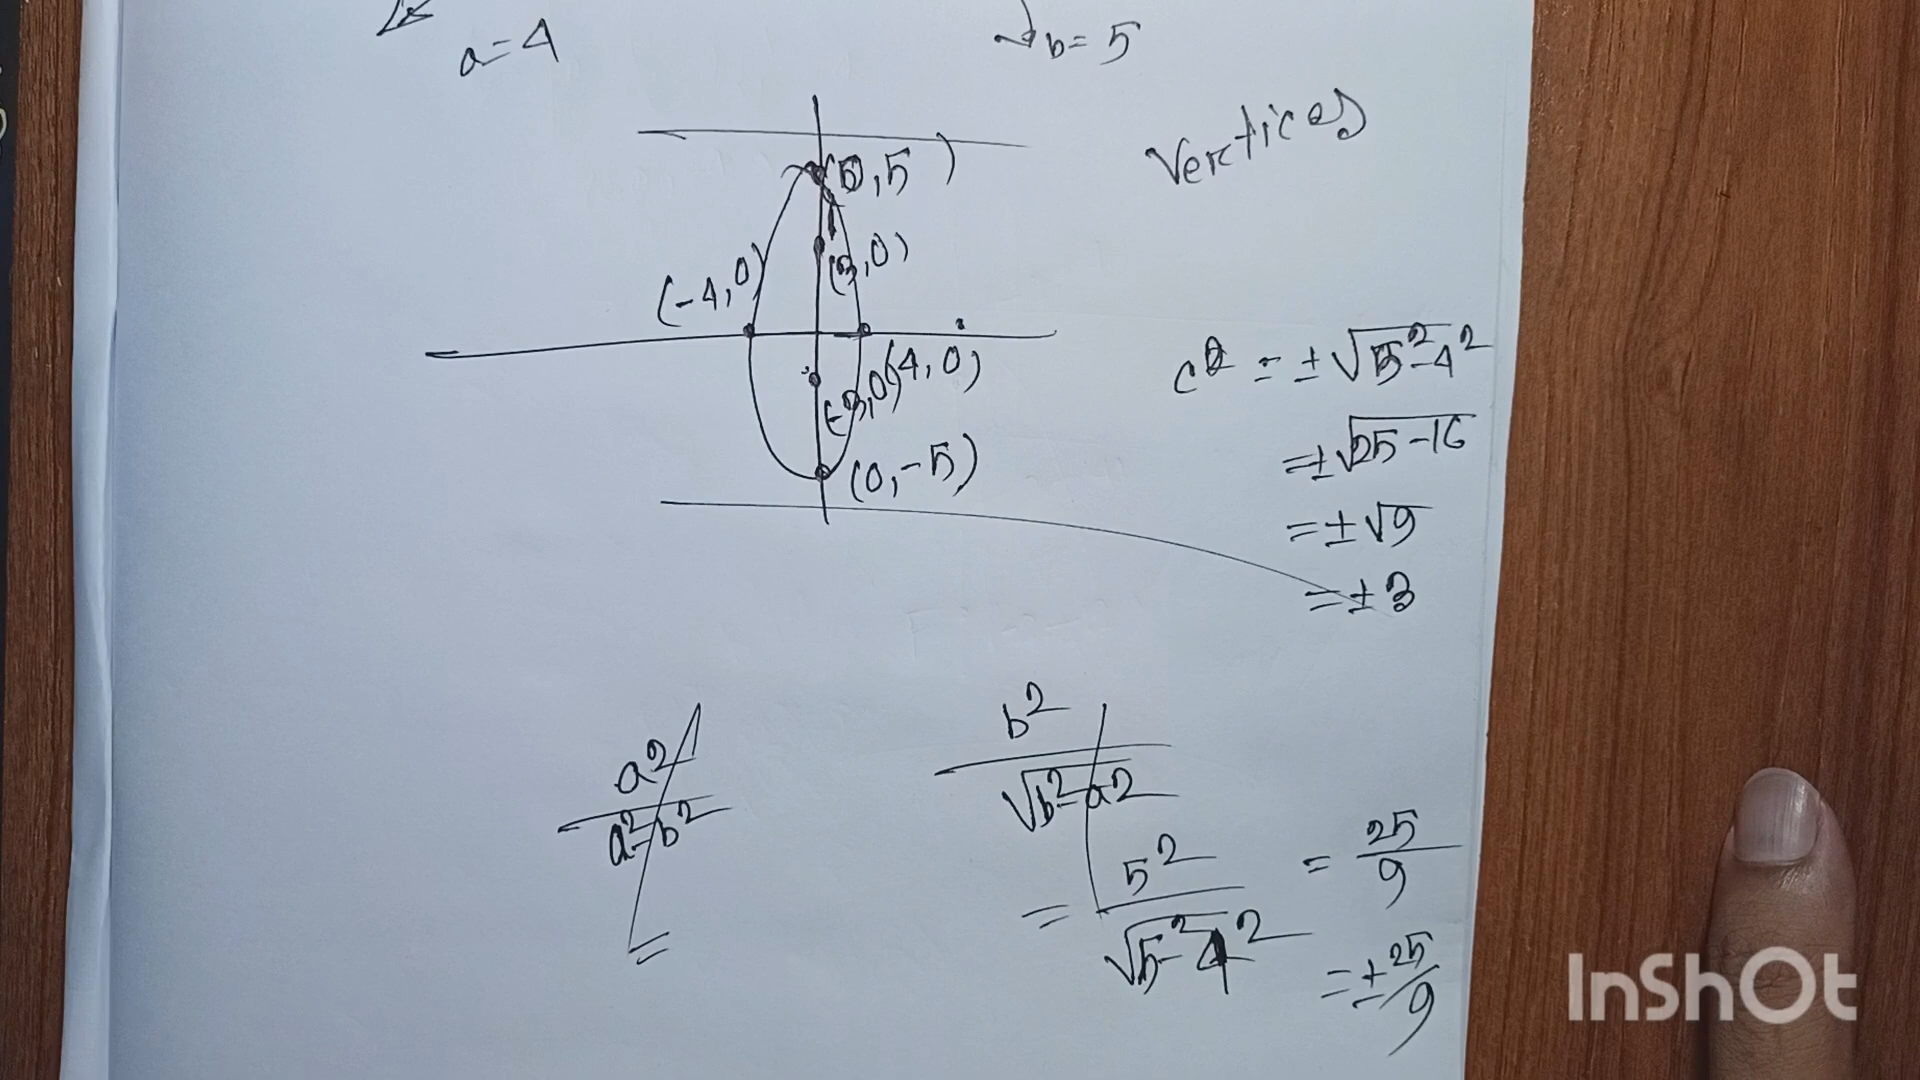 a=4
b= 5
Vertices
(0,5)
(3,0)
(-4,0)
(4,0)
(-3,0)
(0,-5)
c = ±√5²-4²
=±√25-16
=±√9
=±3
a²
a²-b²
=
b²
√b²-a²
= 5²
√5²-4²
= 25
9
=±25/9
InShOt